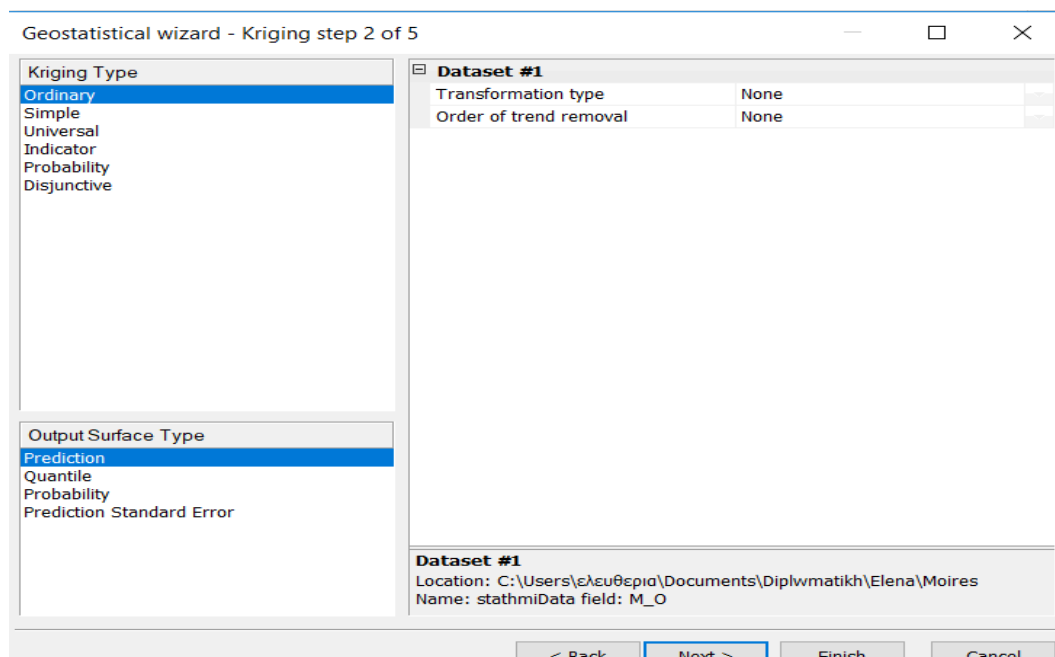 Geostatistical wizard - Kriging step 2 of 5
Kriging Type
Ordinary
Simple
Universal
Indicator
Probability
Disjunctive
Output Surface Type
Prediction
Quantile
Probability
Prediction Standard Error
Dataset #1
Transformation type None
Order of trend removal None
Dataset #1
Location: C:\Users\ελευθερια\Documents\Diplwmatikh\Elena\Moires
Name: stathmiData field: M_O
< Back Next > Finish Cancel